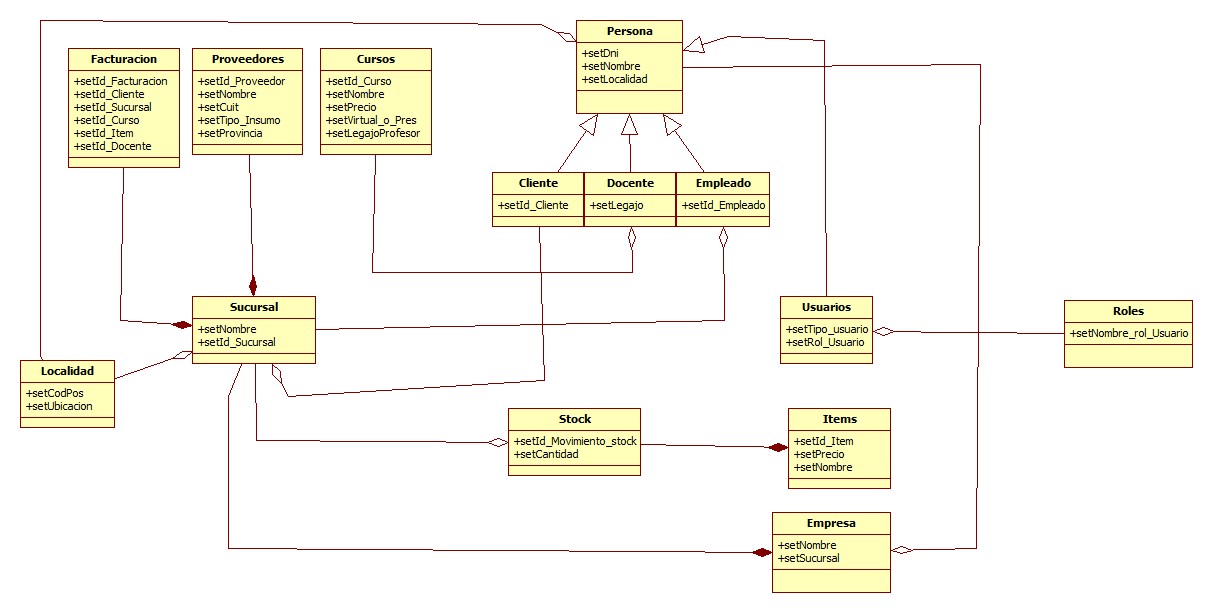 Persona
+setDni
+setNombre
+setLocalidad
Facturacion
+setId_Facturacion
+setId_Cliente
+setId_Sucursal
+setId_Curso
+setId_Item
+setId_Docente
Proveedores
+setId_Proveedor
+setNombre
+setCuit
+setTipo_Insumo
+setProvincia
Cursos
+setId_Curso
+setNombre
+setPrecio
+setVirtual_o_Pres
+setLegajoProfesor
Cliente
+setId_Cliente
Docente
+setLegajo
Empleado
+setId_Empleado
Sucursal
+setNombre
+setId_Sucursal
Usuarios
+setTipo_usuario
+setRol_Usuario
Roles
+setNombre_rol_Usuario
Localidad
+setCodPos
+setUbicacion
Stock
+setId_Movimiento_stock
+setCantidad
Items
+setId_Item
+setPrecio
+setNombre
Empresa
+setNombre
+setSucursal